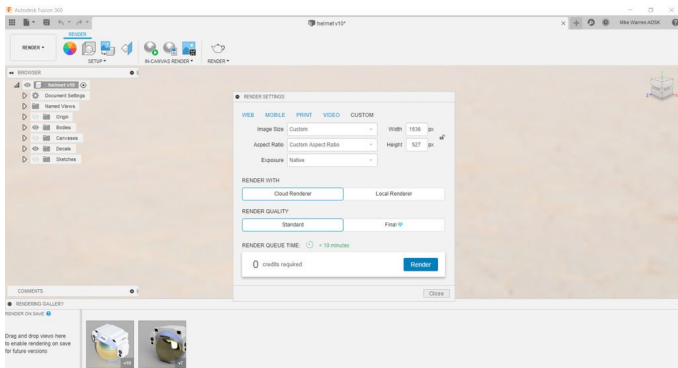 Autodesk Fusion 360
helmet v10*
Mike Warren ADSK
RENDER
RENDER
SETUP
IN-CANVAS RENDER
RENDER
BROWSER
helmet v10
Document Settings
Named Views
Origin
Bodies
Canvases
Decals
Sketches
RENDER SETTINGS
WEB MOBILE PRINT VIDEO CUSTOM
Image Size Custom Width 1536 px
Aspect Ratio Custom Aspect Ratio Height 527 px
Exposure Native
RENDER WITH
Cloud Renderer Local Renderer
RENDER QUALITY
Standard Final
RENDER QUEUE TIME: < 10 minutes
0 credits required Render
Close
COMMENTS
RENDERING GALLERY
RENDER ON SAVE
Drag and drop views here
to enable rendering on save
for future versions
v10